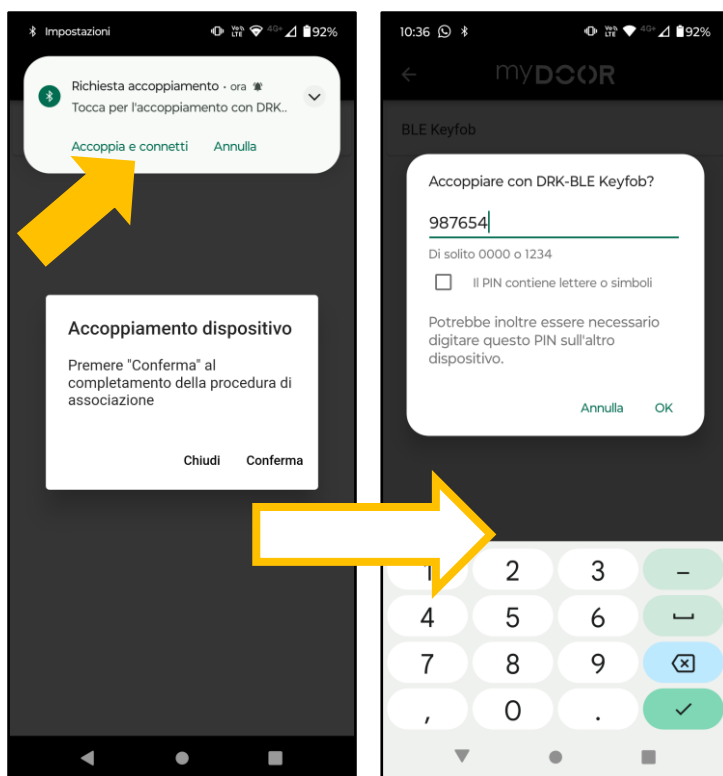 Impostazioni
VoLTE 4G+ 92%
Richiesta accoppiamento • ora
Tocca per l'accoppiamento con DRK..
Accoppia e connetti Annulla
Accoppiamento dispositivo
Premere "Conferma" al
completamento della procedura di
associazione
Chiudi Conferma
10:36 4G+ 92%
myDOOR
BLE Keyfob
Accoppiare con DRK-BLE Keyfob?
987654
Di solito 0000 o 1234
Il PIN contiene lettere o simboli
Potrebbe inoltre essere necessario
digitare questo PIN sull'altro
dispositivo.
Annulla OK
1 2 3 –
4 5 6
7 8 9
, 0 .